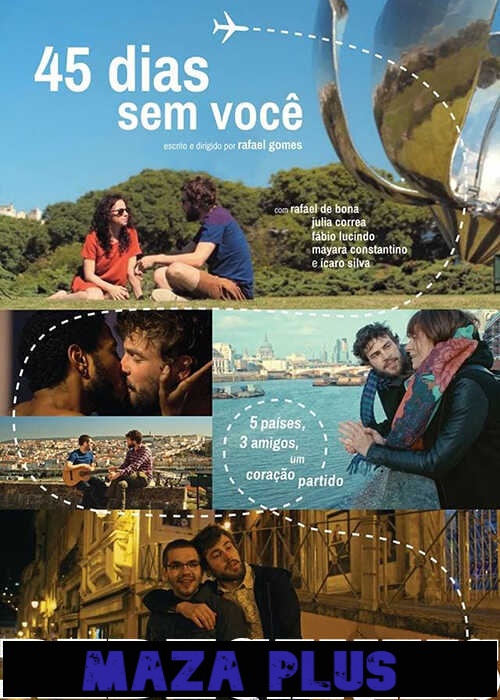 45 dias
sem você
escrito e dirigido por rafael gomes
com rafael de bona
julia correa
fábio lucindo
mayara constantino
e ícaro silva
5 países,
3 amigos,
um
coração
partido
MAZA PLUS